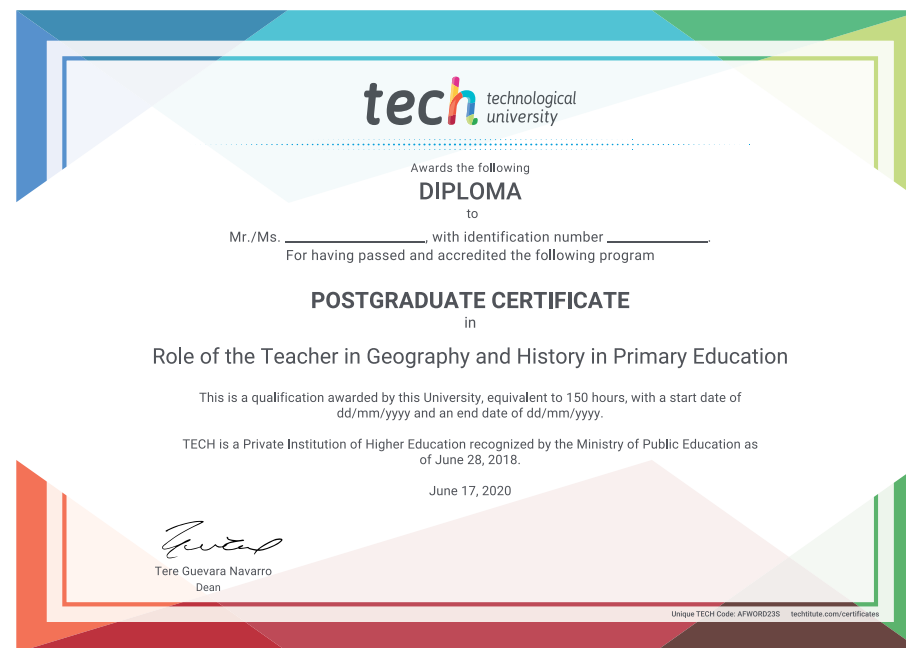 tech technological
university
Awards the following
DIPLOMA
to
Mr./Ms. ____________________, with identification number ______________.
For having passed and accredited the following program
POSTGRADUATE CERTIFICATE
in
Role of the Teacher in Geography and History in Primary Education
This is a qualification awarded by this University, equivalent to 150 hours, with a start date of
dd/mm/yyyy and an end date of dd/mm/yyyy.
TECH is a Private Institution of Higher Education recognized by the Ministry of Public Education as
of June 28, 2018.
June 17, 2020
Tere Guevara Navarro
Dean
Unique TECH Code: AFWORD23S techtitute.com/certificates